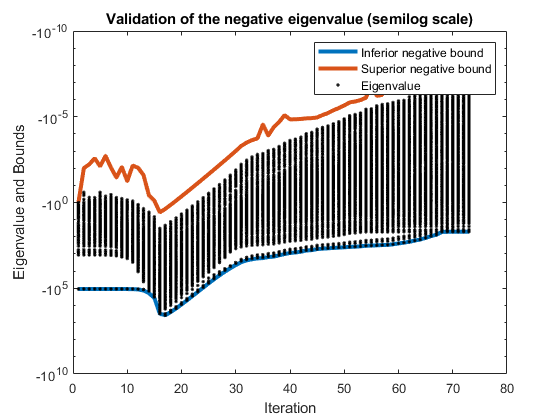 Validation of the negative eigenvalue (semilog scale)
Inferior negative bound
Superior negative bound
Eigenvalue
Eigenvalue and Bounds
-10^-10
-10^-5
-10^0
-10^5
-10^10
0 10 20 30 40 50 60 70 80
Iteration